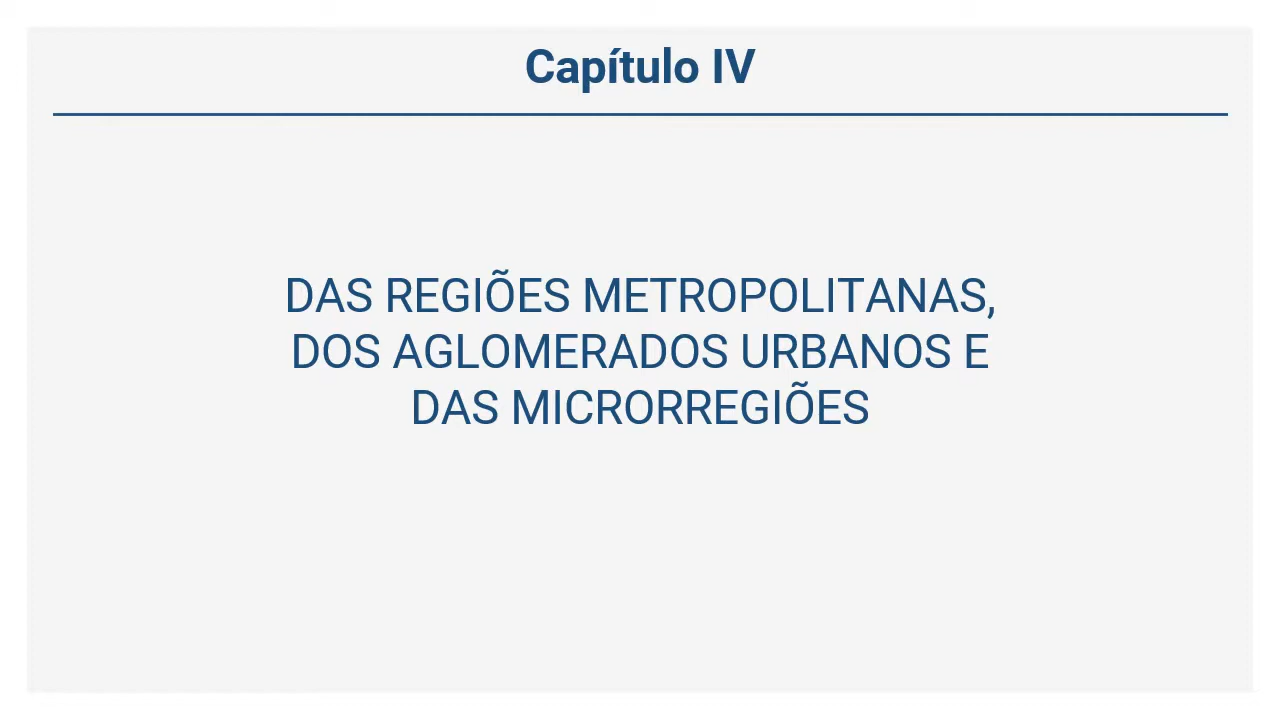 Capítulo IV
DAS REGIÕES METROPOLITANAS,
DOS AGLOMERADOS URBANOS E
DAS MICRORREGIÕES